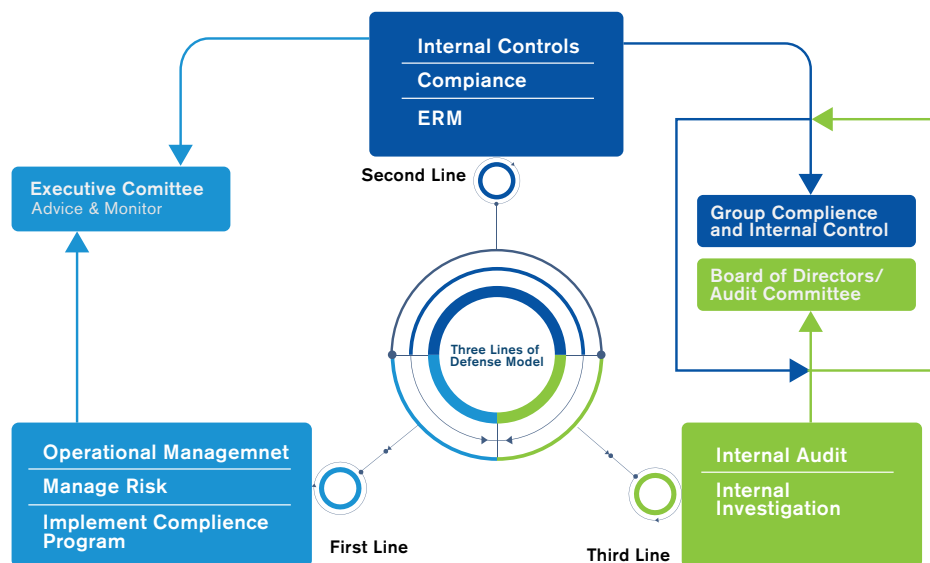 Internal Controls
Compiance
ERM
Second Line
Executive Comittee
Advice & Monitor
Group Complience
and Internal Control
Board of Directors/
Audit Committee
Three Lines of
Defense Model
Operational Managemnet
Manage Risk
Implement Complience
Program
First Line
Internal Audit
Internal
Investigation
Third Line